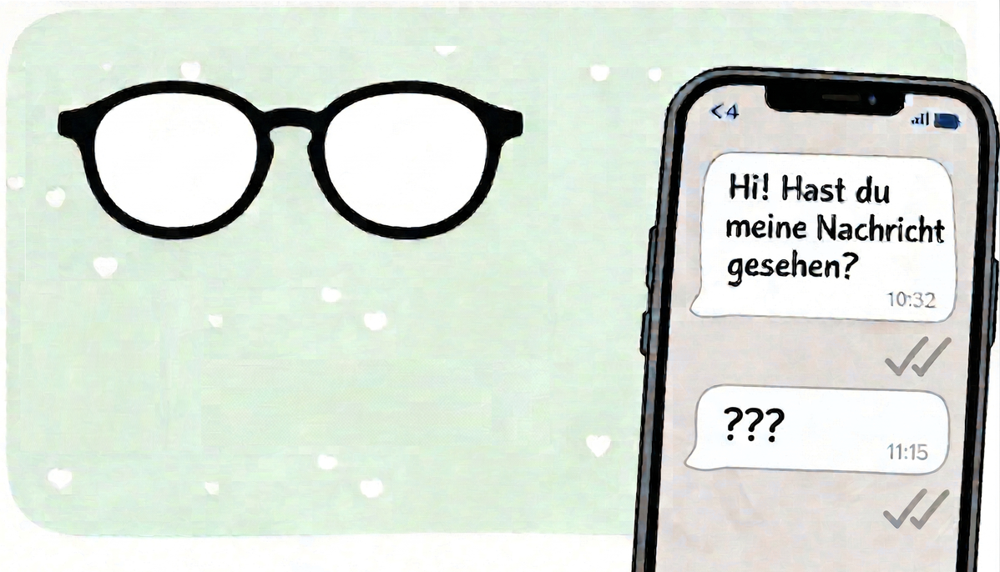 <4
Hi! Hast du
meine Nachricht
gesehen?
10:32
???
11:15